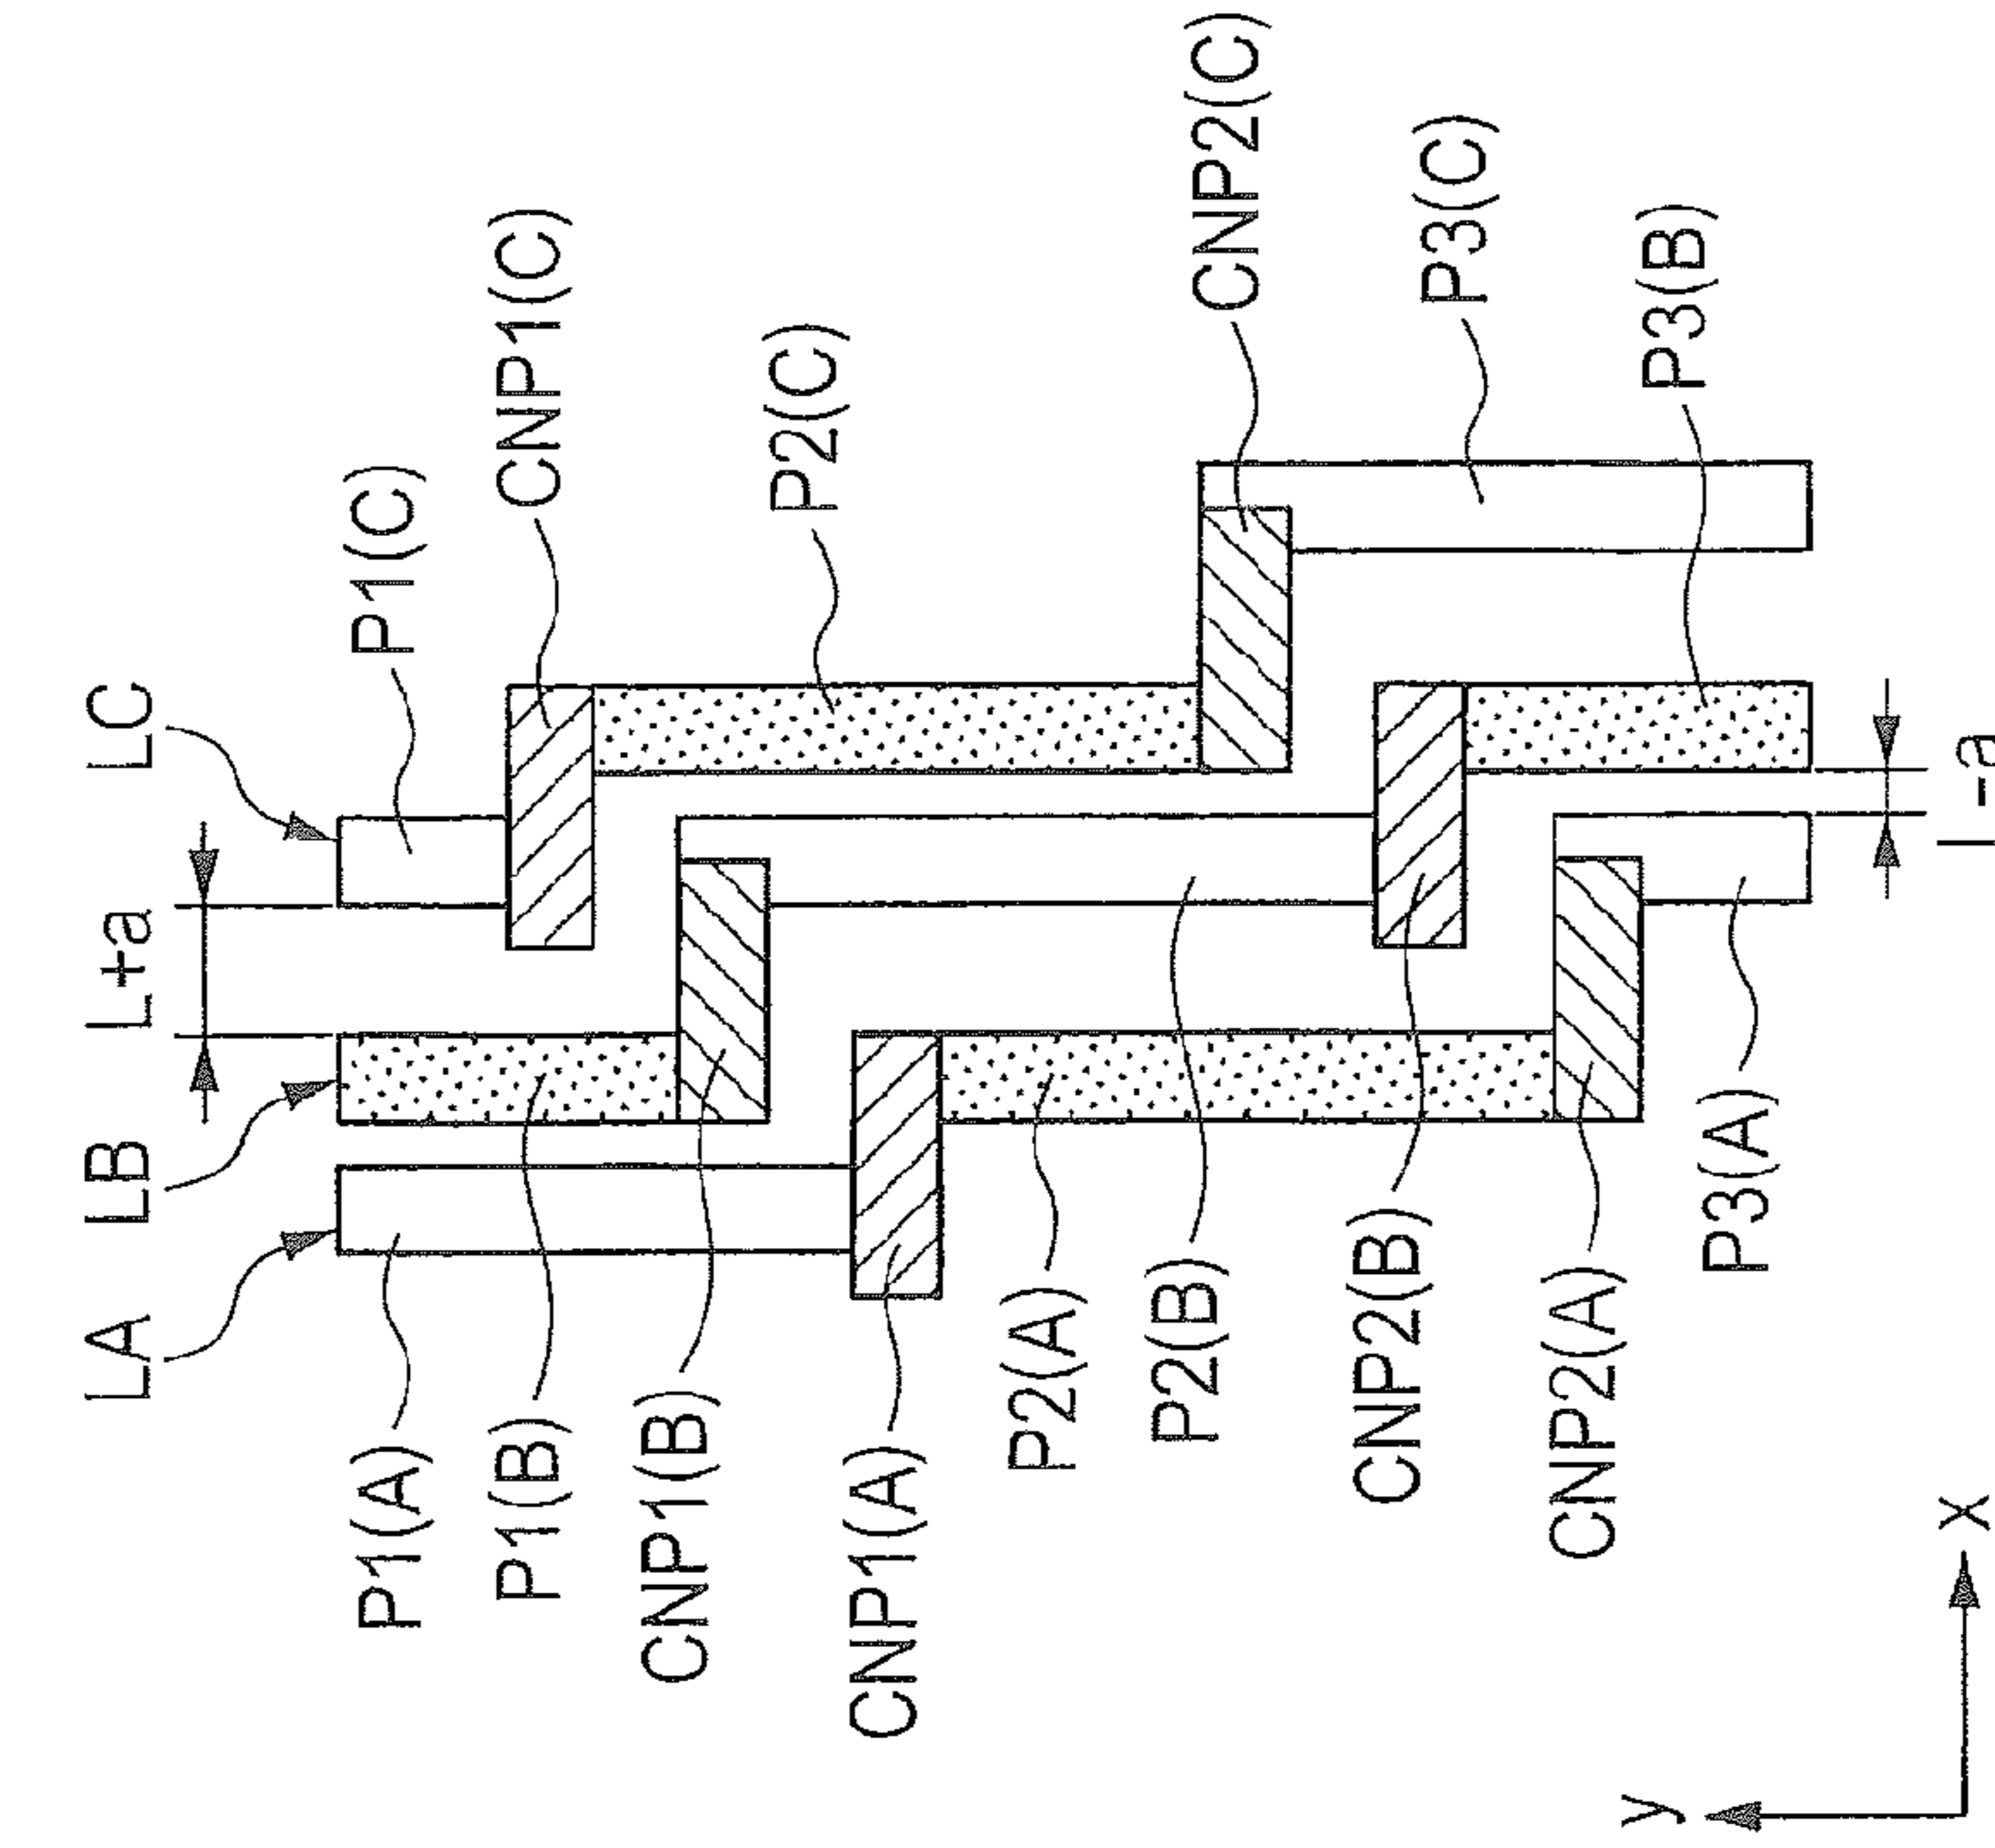 LA
LB
L+a
LC
P1(C)
CNP1(C)
P2(C)
CNP2(C)
P3(C)
P3(B)
L-a
P1(A)
P1(B)
CNP1(B)
CNP1(A)
P2(A)
P2(B)
CNP2(B)
CNP2(A)
P3(A)
y
x